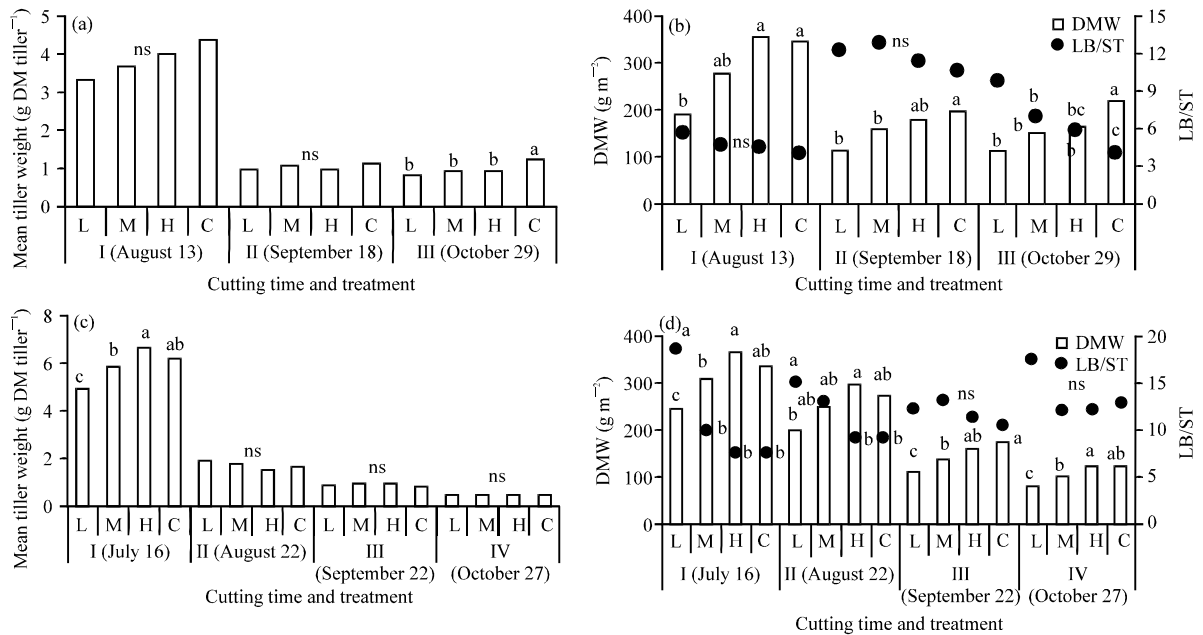 (a)
Mean tiller weight (g DM tiller⁻¹)
5
4
3
2
1
0
ns
ns
b b b a
L M H C L M H C L M H C
I (August 13) II (September 18) III (October 29)
Cutting time and treatment
(b)
DMW (g m⁻²)
400
300
200
100
0
DMW
LB/ST
15
12
9
6
3
0
LB/ST
b ab a a
ns
b b ab a
ns
b b b bc b a c
L M H C L M H C L M H C
I (August 13) II (September 18) III (October 29)
Cutting time and treatment
(c)
Mean tiller weight (g DM tiller⁻¹)
8
6
4
2
0
c b a ab
ns
ns
ns
L M H C L M H C L M H C L M H C
I (July 16) II (August 22) III IV
(September 22) (October 27)
Cutting time and treatment
(d)
DMW (g m⁻²)
400
300
200
100
0
DMW
LB/ST
20
15
10
5
0
LB/ST
a a
b ab
c b b b
a ab a ab
b b b
c b ab a
ns
ns
c b a ab
L M H C L M H C L M H C L M H C
I (July 16) II (August 22) III IV
(September 22) (October 27)
Cutting time and treatment